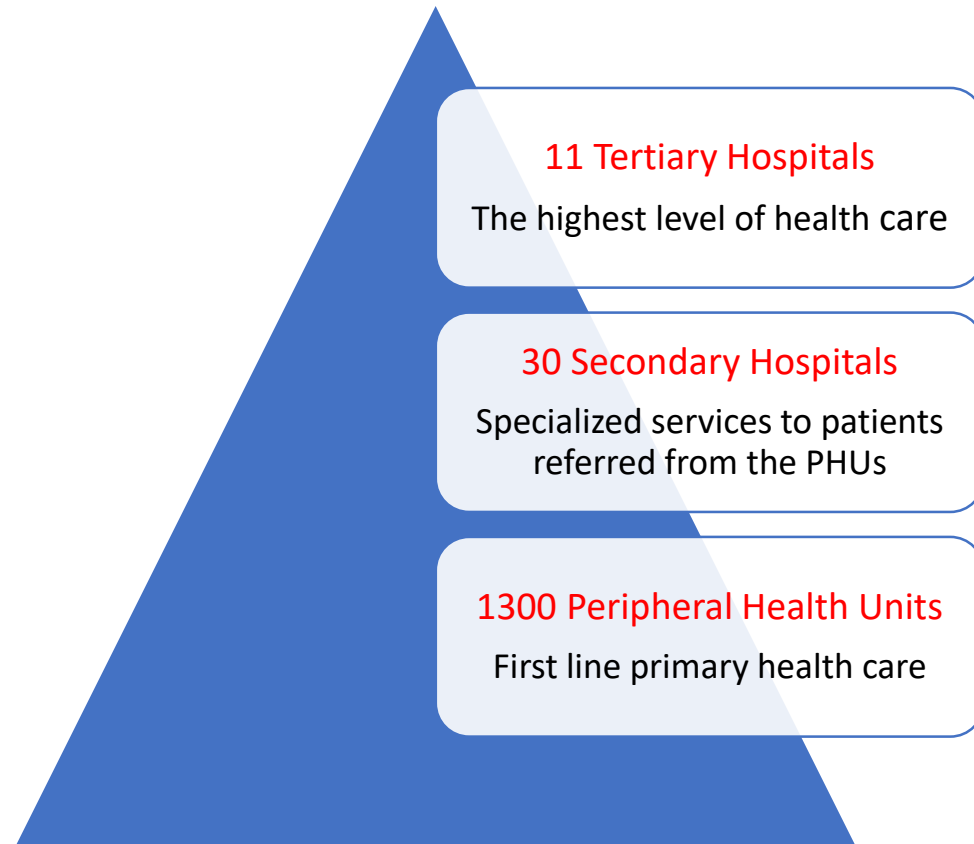 11 Tertiary Hospitals
The highest level of health care
30 Secondary Hospitals
Specialized services to patients
referred from the PHUs
1300 Peripheral Health Units
First line primary health care